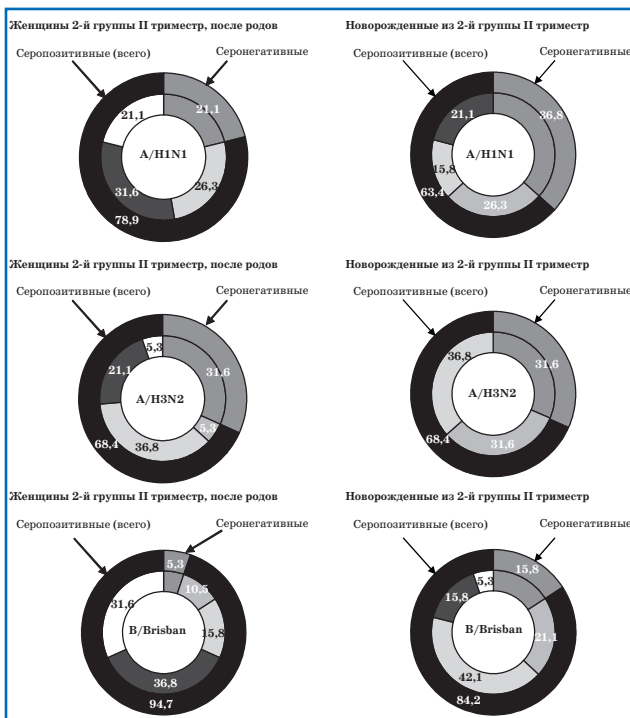 Женщины 2-й группы II триместр, после родов
Новорожденные из 2-й группы II триместр
Серопозитивные (всего)
Серонегативные
Серопозитивные (всего)
Серонегативные
21,1
21,1
A/H1N1
31,6
26,3
78,9
21,1
36,8
A/H1N1
15,8
63,4
26,3
Женщины 2-й группы II триместр, после родов
Новорожденные из 2-й группы II триместр
Серопозитивные (всего)
Серонегативные
Серопозитивные (всего)
Серонегативные
5,3
21,1
31,6
A/H3N2
5,3
68,4
36,8
36,8
31,6
A/H3N2
68,4
31,6
Женщины 2-й группы II триместр, после родов
Новорожденные из 2-й группы II триместр
Серопозитивные (всего)
Серонегативные
Серопозитивные (всего)
Серонегативные
5,3
10,5
31,6
B/Brisban
15,8
36,8
94,7
5,3
15,8
15,8
B/Brisban
21,1
42,1
84,2